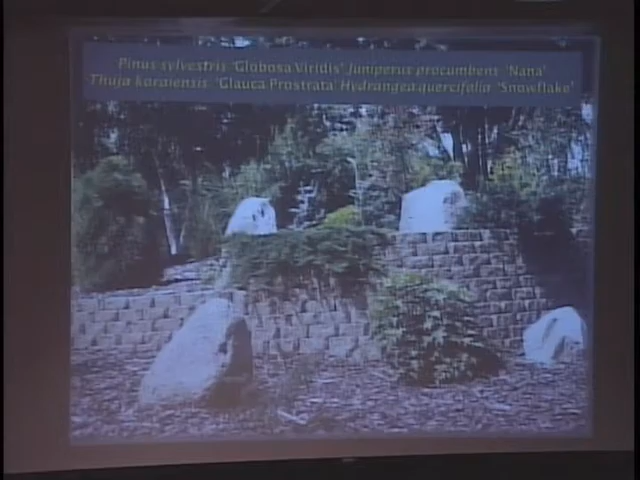 Pinus sylvestris 'Globosa Viridis' Juniperus procumbens 'Nana'
Thuja koraiensis 'Glauca Prostrata' Hydrangea quercifolia 'Snowflake'